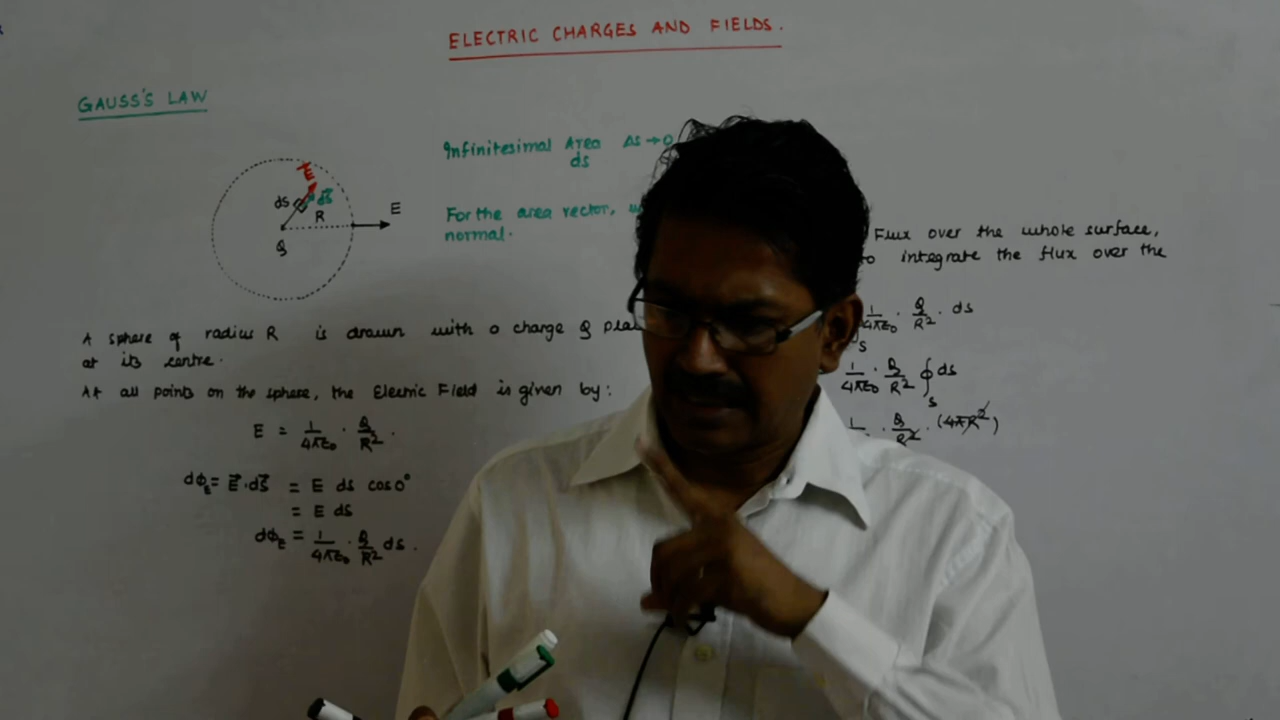 ELECTRIC CHARGES AND FIELDS.
GAUSS'S LAW
E
ds
ds
R
E
Q
Infinitesimal Area Δs→0
ds
For the area vector,
normal.
A sphere of radius R is drawn with a charge Q
at its centre.
At all points on the sphere, the Electric Field is given by:
E = 1/4πε₀ · Q/R² .
dΦE = E⃗·dS⃗ = E ds cos0°
= E ds
dΦE = 1/4πε₀ · Q/R² ds.
Flux over the whole surface,
integrate the flux over the
1/4πε₀ · Q/R² · ds
S
1/4πε₀ · Q/R² ∮ ds
S
· Q/R² · (4πR²)